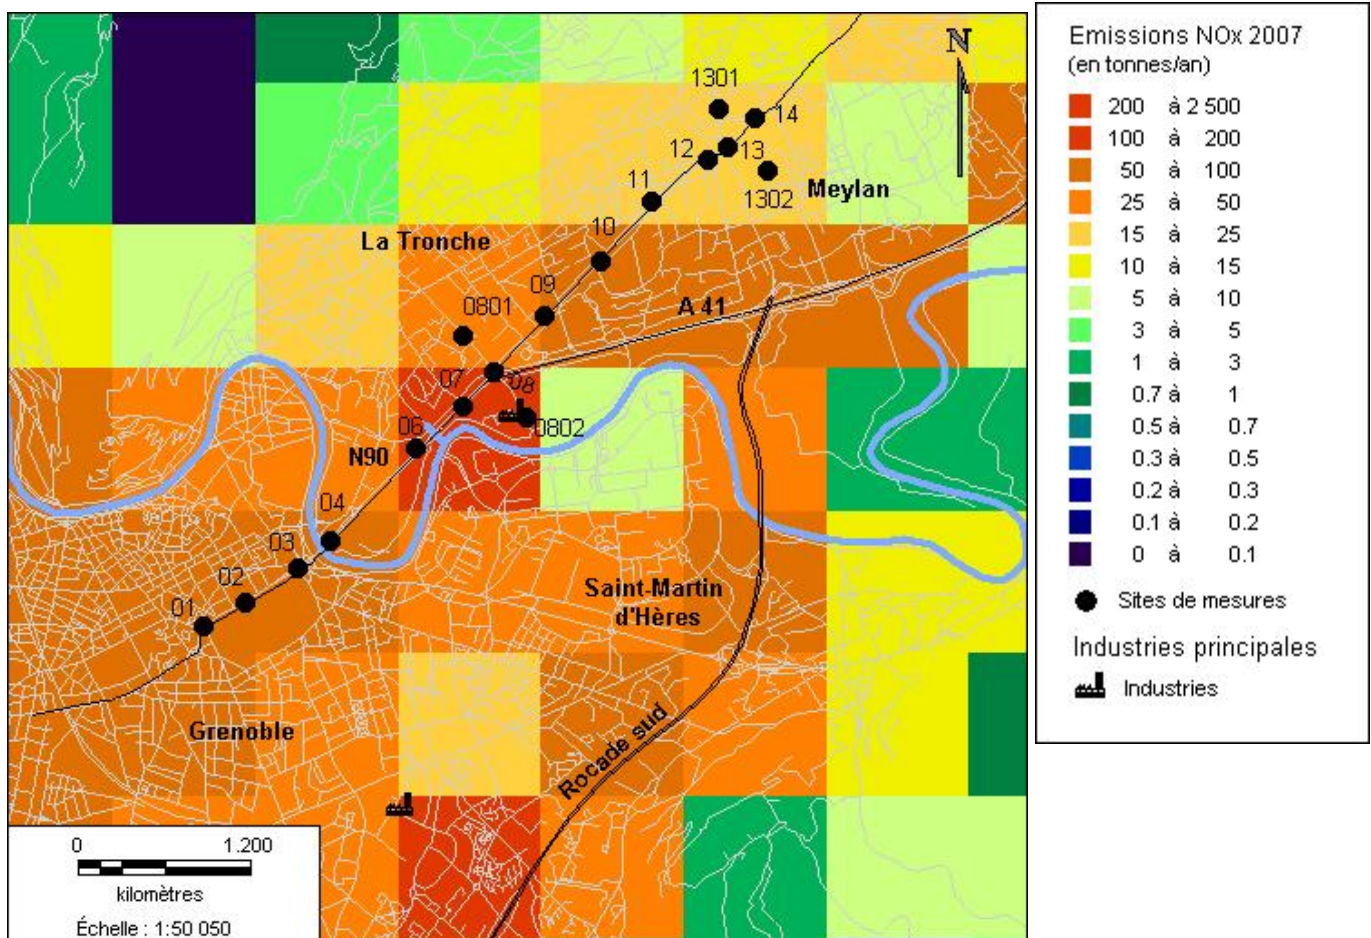 1301
N
14
12
13
11
1302
Meylan
10
La Tronche
09
0801
A 41
07
08
06
0802
N90
04
03
02
Saint-Martin
d'Hères
01
Grenoble
Rocade sud
0 1.200
kilomètres
Échelle : 1:50 050
Emissions NOx 2007
(en tonnes/an)
200 à 2 500
100 à 200
50 à 100
25 à 50
15 à 25
10 à 15
5 à 10
3 à 5
1 à 3
0.7 à 1
0.5 à 0.7
0.3 à 0.5
0.2 à 0.3
0.1 à 0.2
0 à 0.1
Sites de mesures
Industries principales
Industries